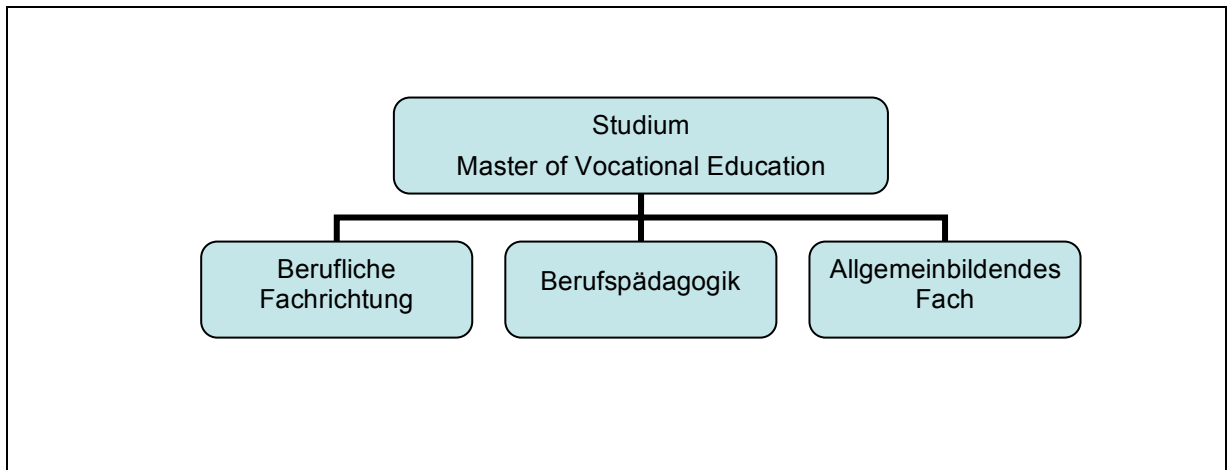 Studium
Master of Vocational Education
Berufliche
Fachrichtung
Berufspädagogik
Allgemeinbildendes
Fach